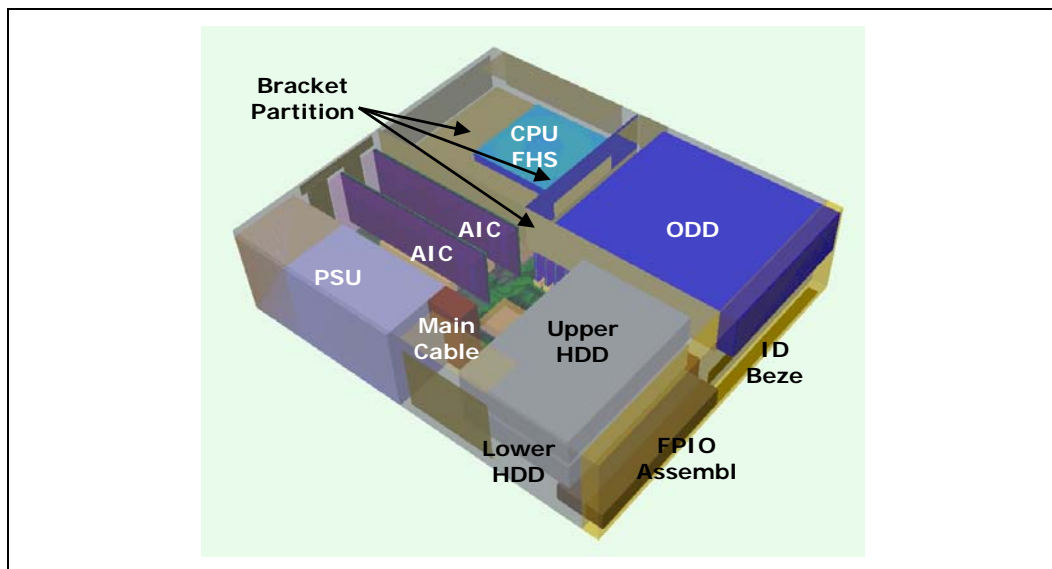 Bracket
Partition
CPU
FHS
AIC
AIC
ODD
PSU
Main
Cable
Upper
HDD
ID
Beze
Lower
HDD
FPIO
Assembl